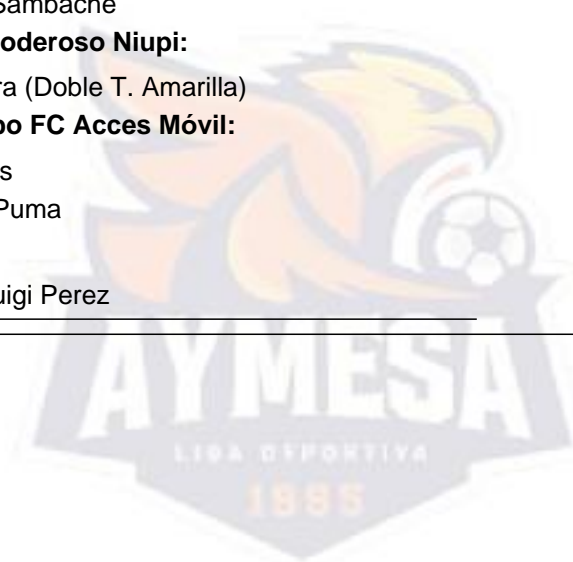 Sambache
oderoso Niupi:
ra (Doble T. Amarilla)
po FC Acces Móvil:
s
Puma
uigi Perez
AYMESA
LIGA DEPORTIVA
1995